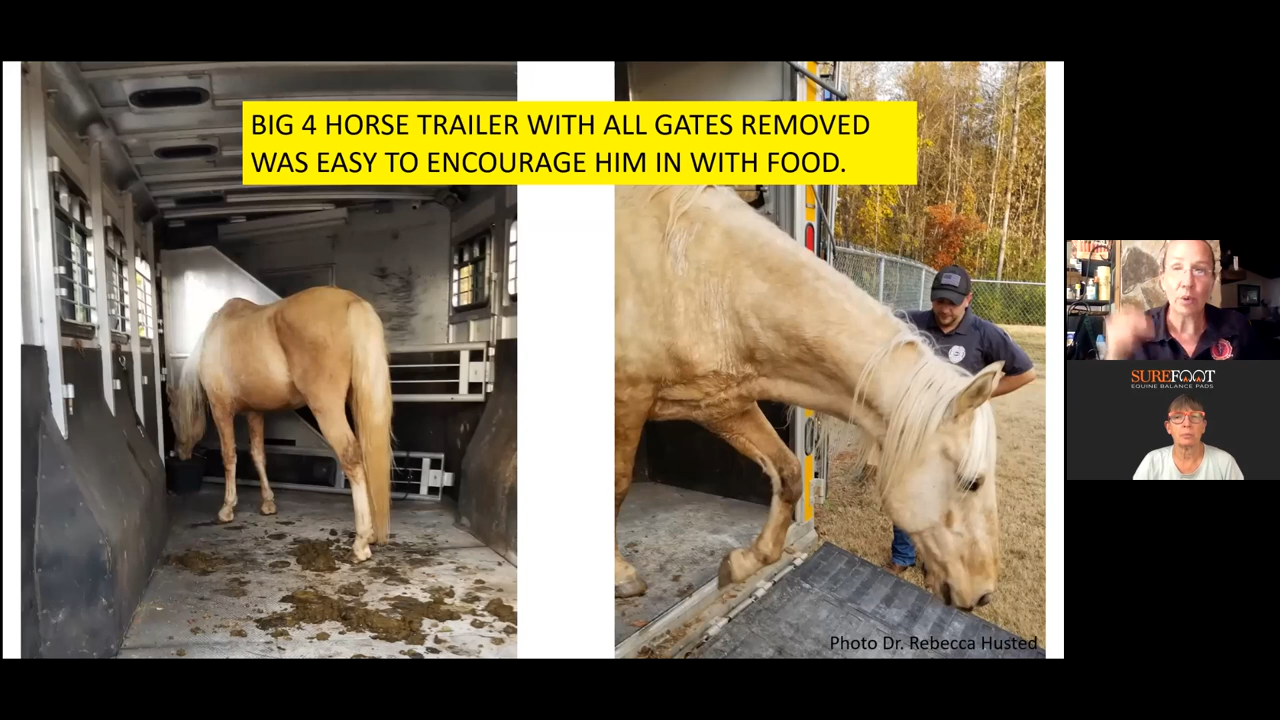 BIG 4 HORSE TRAILER WITH ALL GATES REMOVED
WAS EASY TO ENCOURAGE HIM IN WITH FOOD.
Photo Dr. Rebecca Husted
SUREFOOT
EQUINE BALANCE PADS